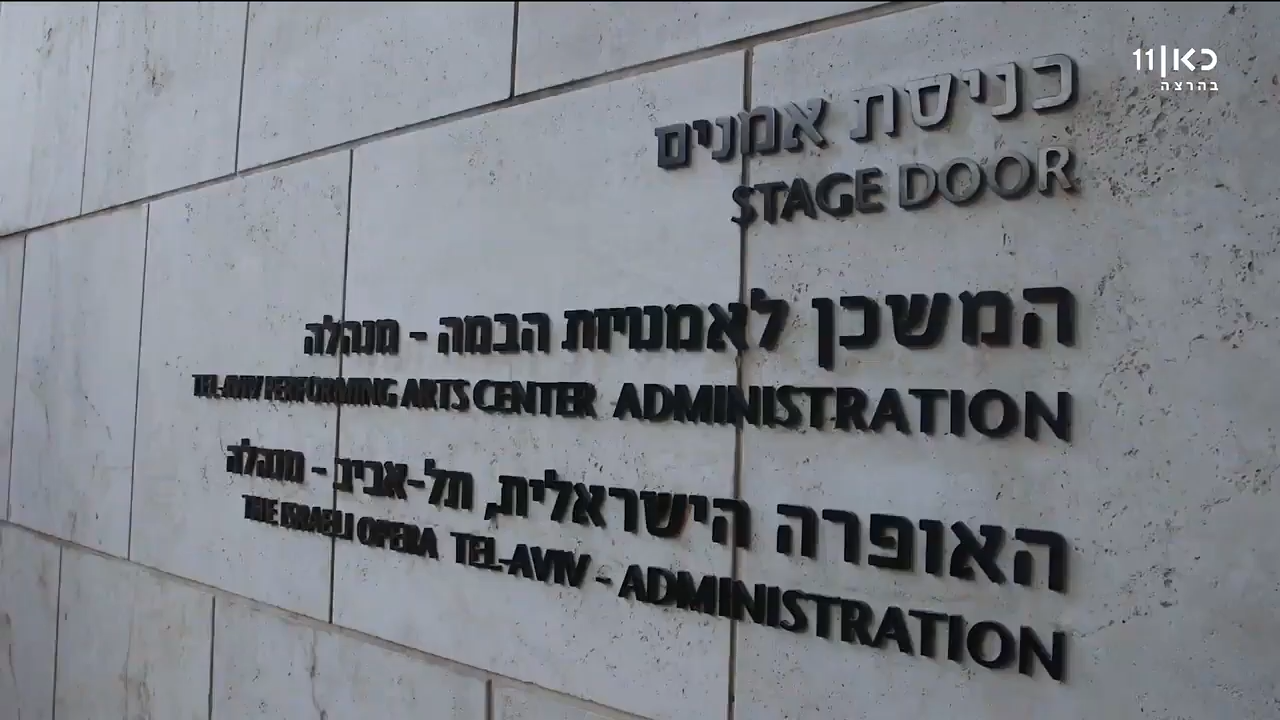 כאן 11
בהרצה
כניסת אמנים
STAGE DOOR
המשכן לאמנויות הבמה - מנהלה
TEL-AVIV PERFORMING ARTS CENTER ADMINISTRATION
האופרה הישראלית, תל-אביב - מנהלה
THE ISRAELI OPERA TEL-AVIV - ADMINISTRATION